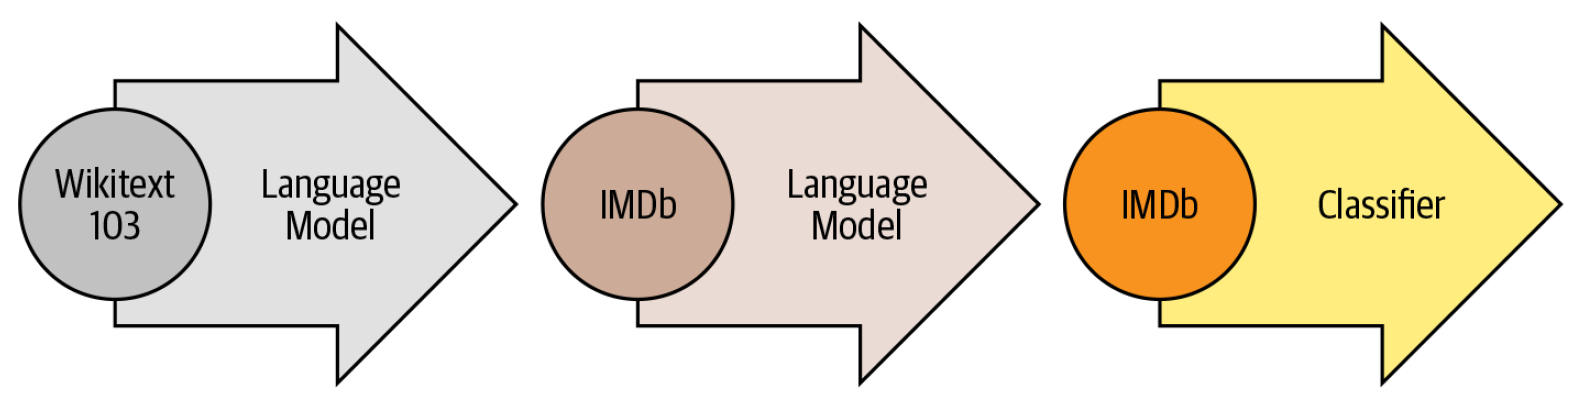 Wikitext
103
Language
Model
IMDb
Language
Model
IMDb
Classifier